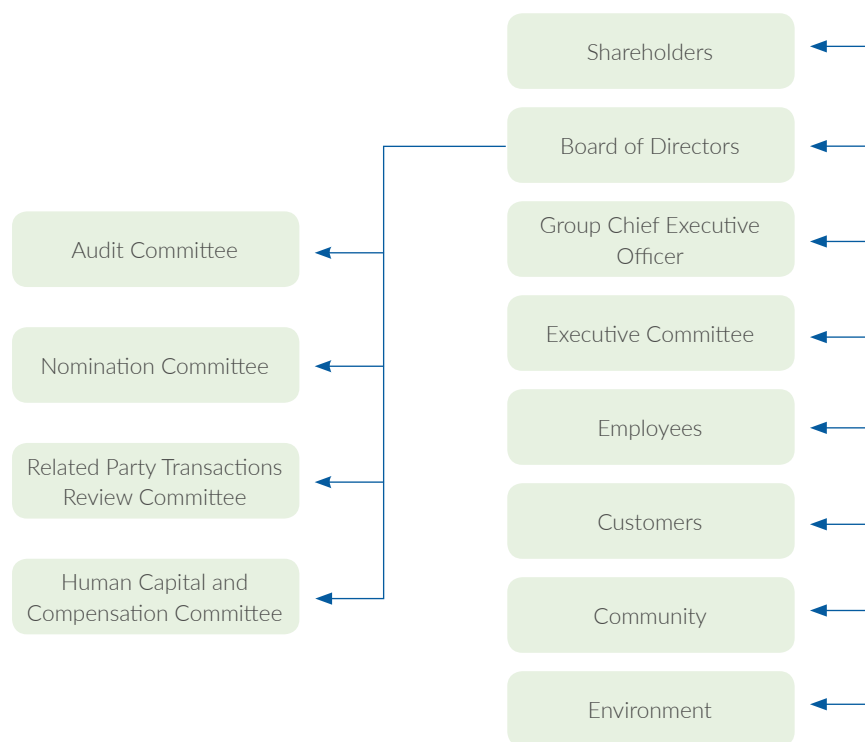 Shareholders
Board of Directors
Group Chief Executive
Officer
Executive Committee
Employees
Customers
Community
Environment
Audit Committee
Nomination Committee
Related Party Transactions
Review Committee
Human Capital and
Compensation Committee